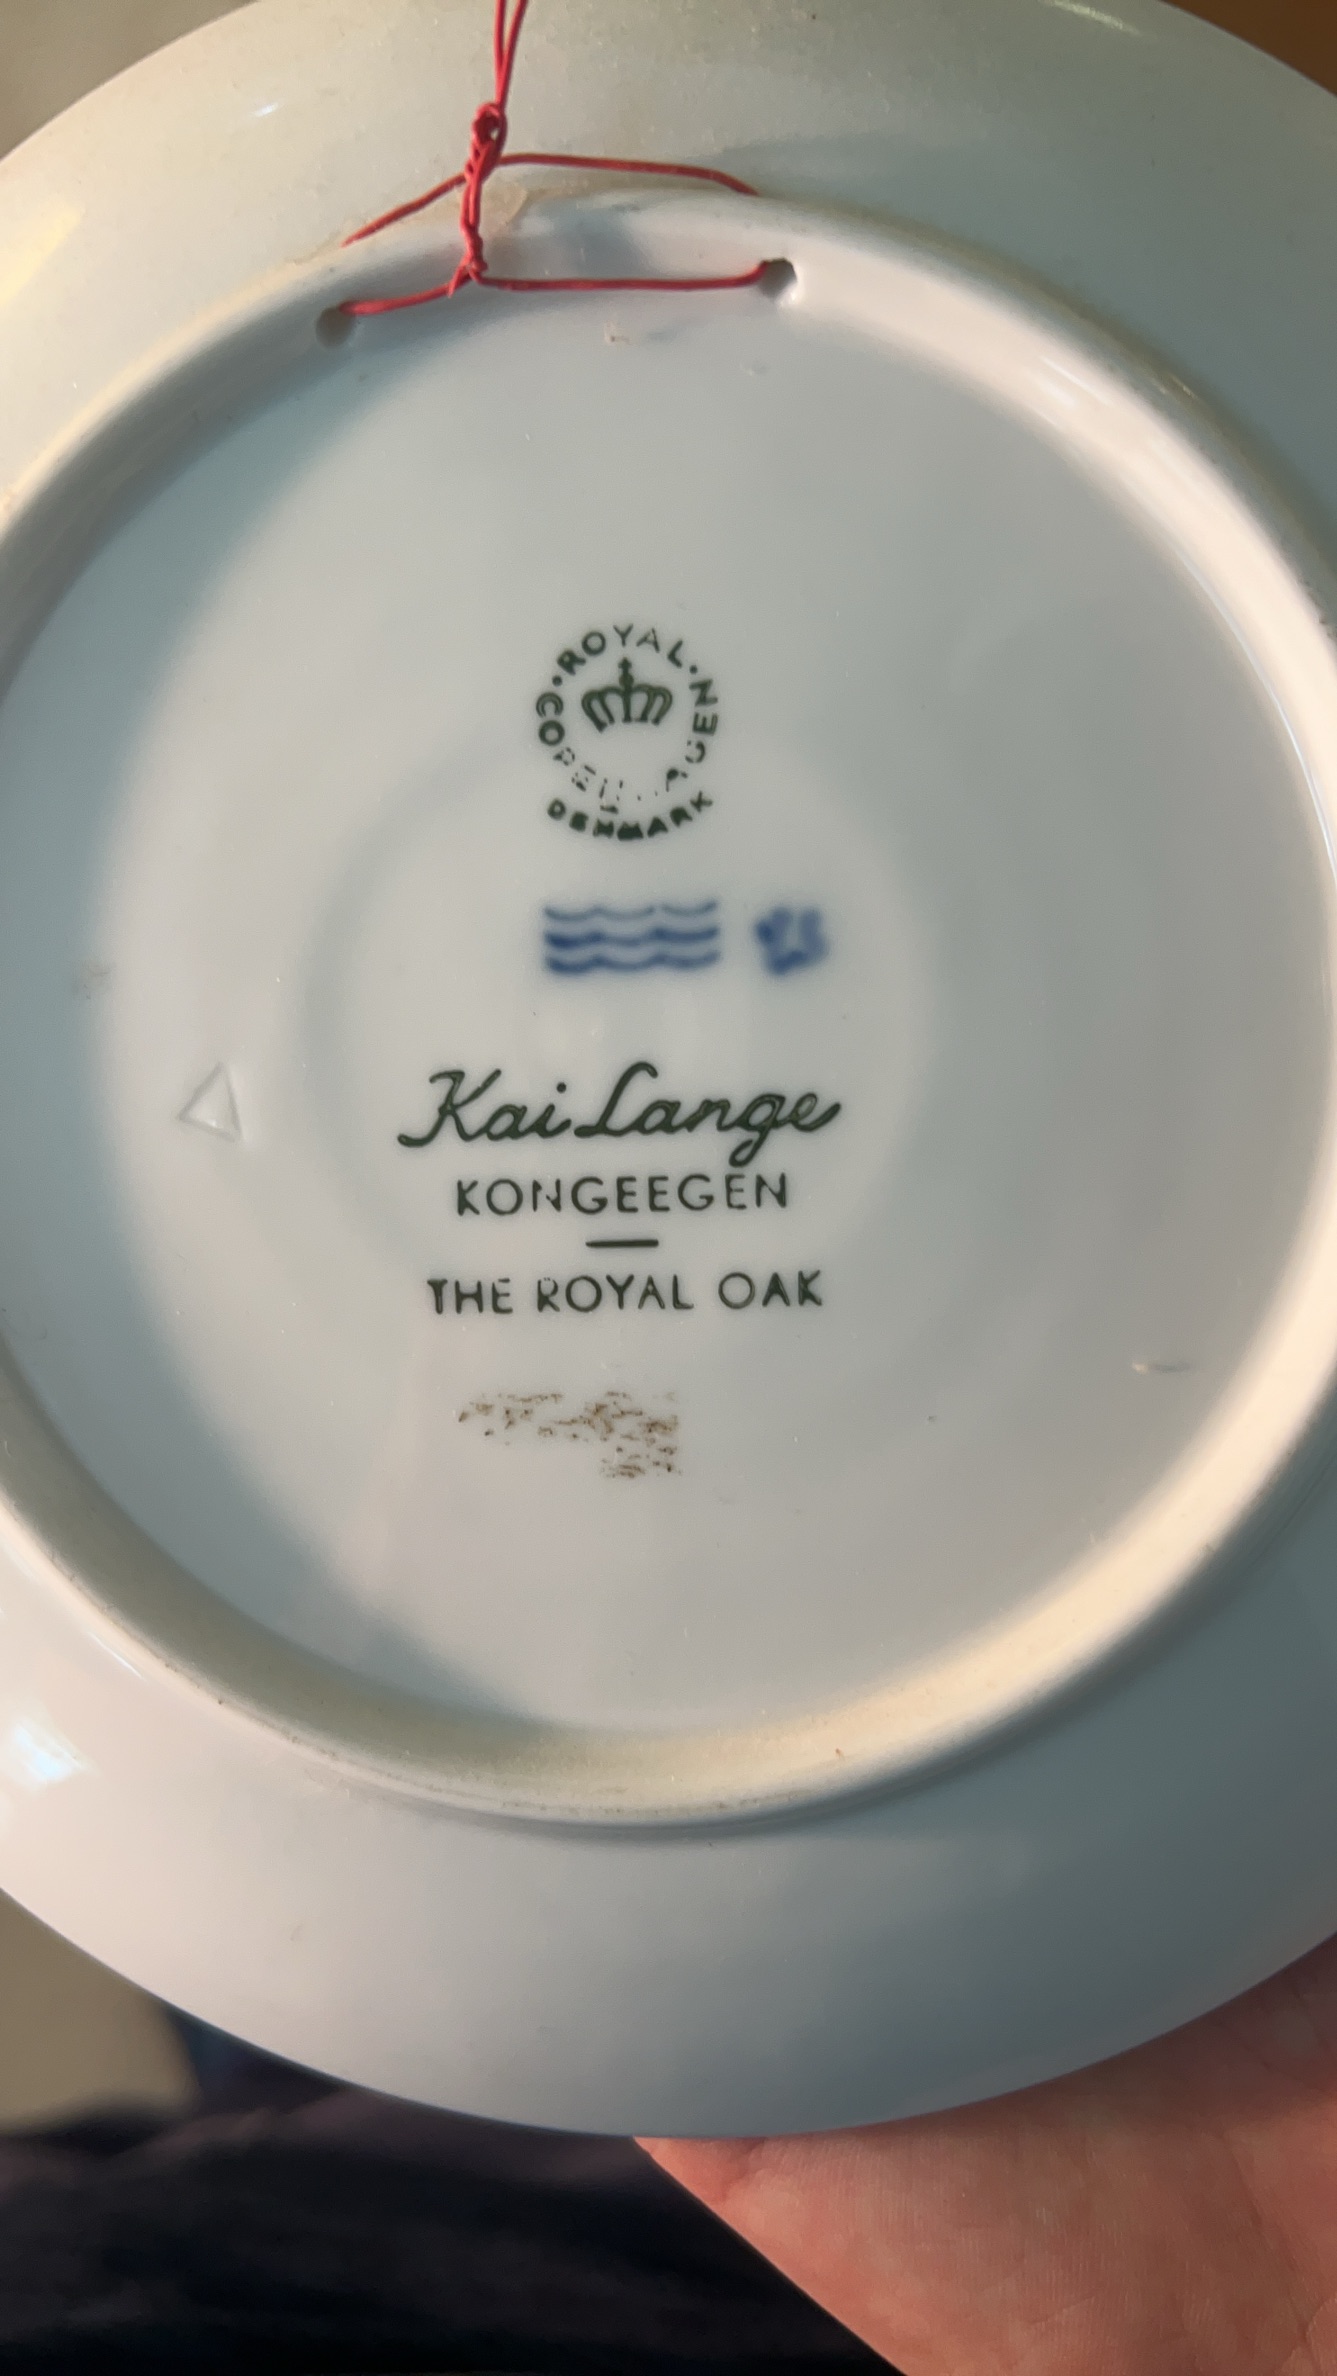 ROYAL
COPENHAGEN
DENMARK
Kai Lange
KONGEEGEN
THE ROYAL OAK